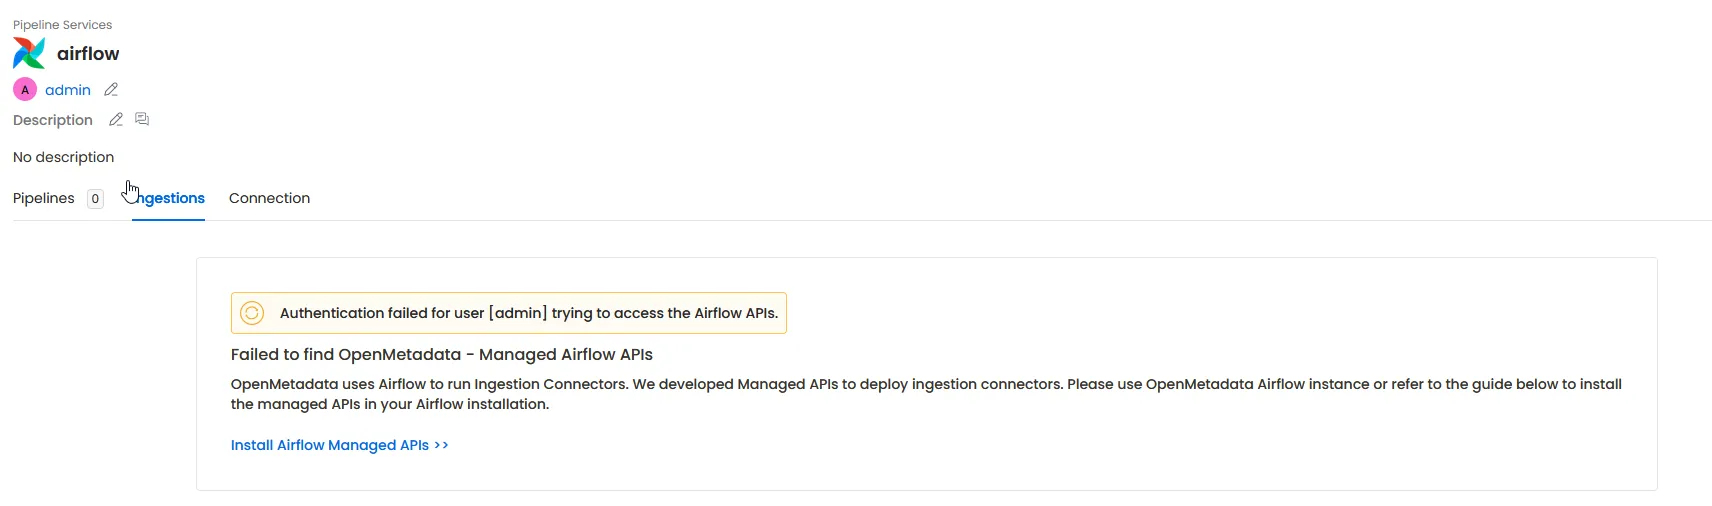 Pipeline Services
airflow
A admin
Description
No description
Pipelines 0 ngestions Connection
Authentication failed for user [admin] trying to access the Airflow APIs.
Failed to find OpenMetadata - Managed Airflow APIs
OpenMetadata uses Airflow to run Ingestion Connectors. We developed Managed APIs to deploy ingestion connectors. Please use OpenMetadata Airflow instance or refer to the guide below to install
the managed APIs in your Airflow installation.
Install Airflow Managed APIs >>